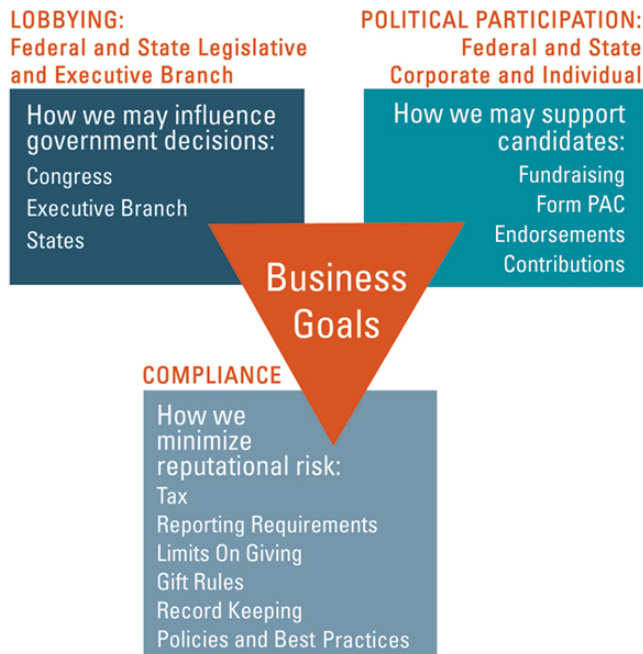 LOBBYING:
Federal and State Legislative
and Executive Branch
How we may influence
government decisions:
Congress
Executive Branch
States
POLITICAL PARTICIPATION:
Federal and State
Corporate and Individual
How we may support
candidates:
Fundraising
Form PAC
Endorsements
Contributions
Business
Goals
COMPLIANCE
How we
minimize
reputational risk:
Tax
Reporting Requirements
Limits On Giving
Gift Rules
Record Keeping
Policies and Best Practices